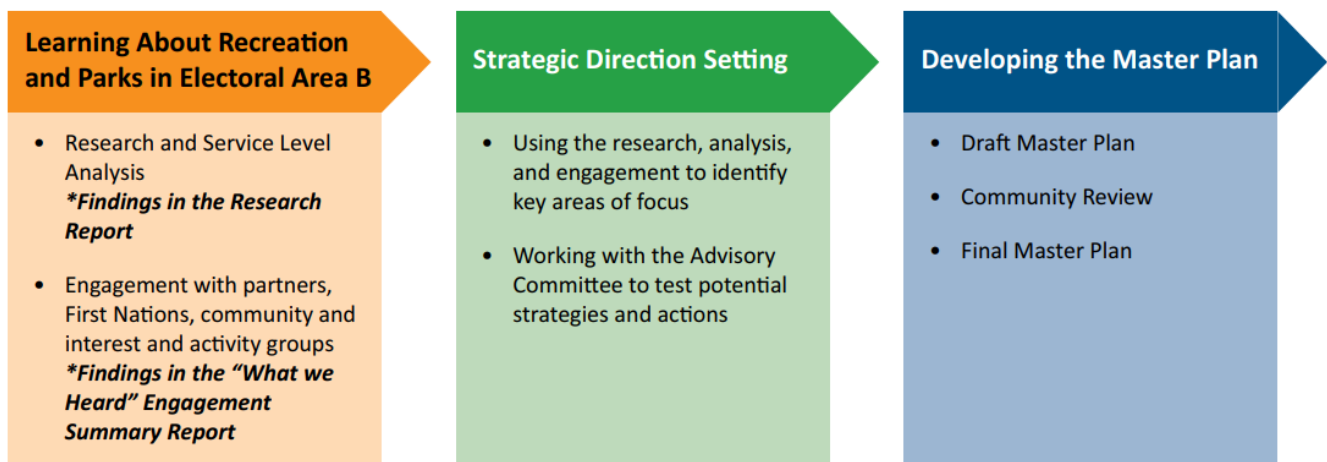 Learning About Recreation
and Parks in Electoral Area B
• Research and Service Level
Analysis
*Findings in the Research
Report
• Engagement with partners,
First Nations, community and
interest and activity groups
*Findings in the “What we
Heard” Engagement
Summary Report
Strategic Direction Setting
• Using the research, analysis,
and engagement to identify
key areas of focus
• Working with the Advisory
Committee to test potential
strategies and actions
Developing the Master Plan
• Draft Master Plan
• Community Review
• Final Master Plan